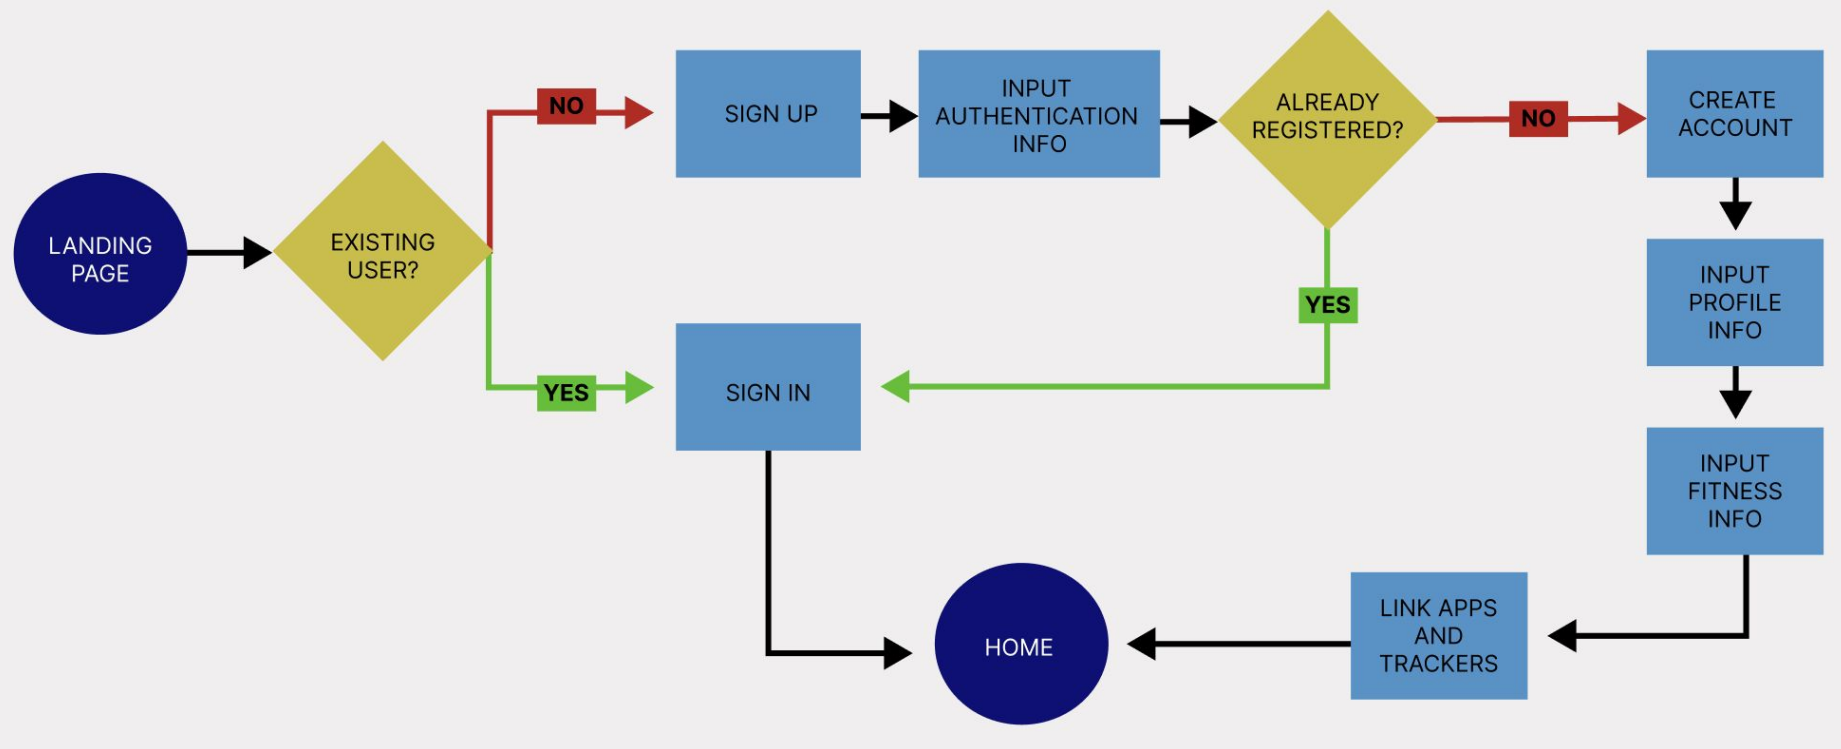 LANDING
PAGE
EXISTING
USER?
NO
SIGN UP
INPUT
AUTHENTICATION
INFO
ALREADY
REGISTERED?
NO
CREATE
ACCOUNT
YES
SIGN IN
YES
INPUT
PROFILE
INFO
INPUT
FITNESS
INFO
LINK APPS
AND
TRACKERS
HOME